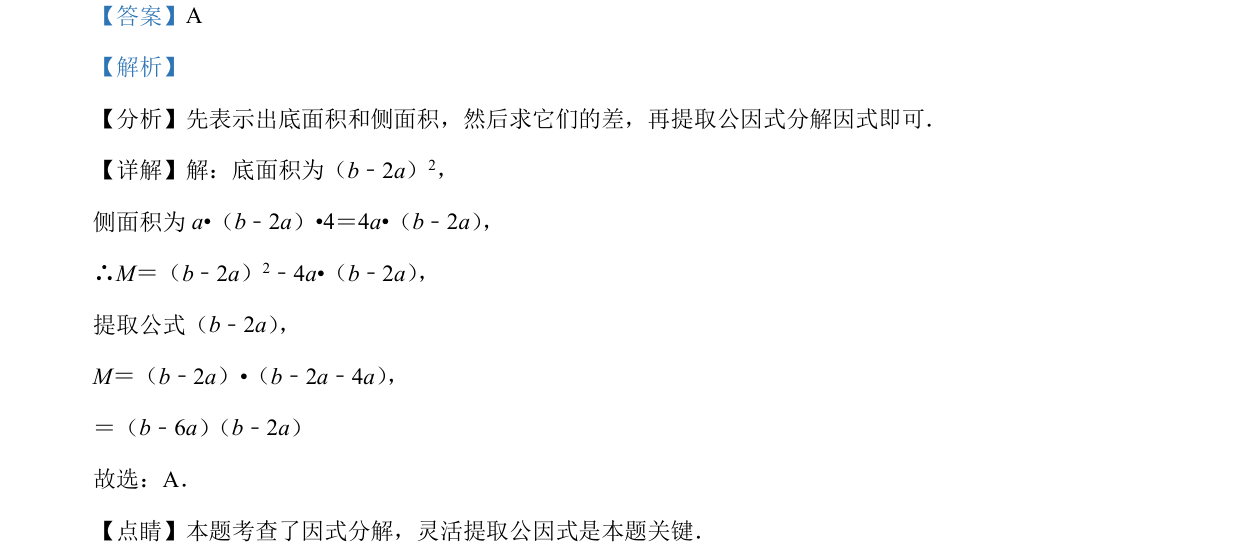 【答案】A
【解析】
【分析】先表示出底面积和侧面积，然后求它们的差，再提取公因式分解因式即可．
【详解】解：底面积为（b﹣2a）²，
侧面积为 a•（b﹣2a）•4＝4a•（b﹣2a），
∴M＝（b﹣2a）²﹣4a•（b﹣2a），
提取公式（b﹣2a），
M＝（b﹣2a）•（b﹣2a﹣4a），
＝（b﹣6a）（b﹣2a）
故选：A．
【点睛】本题考查了因式分解，灵活提取公因式是本题关键．